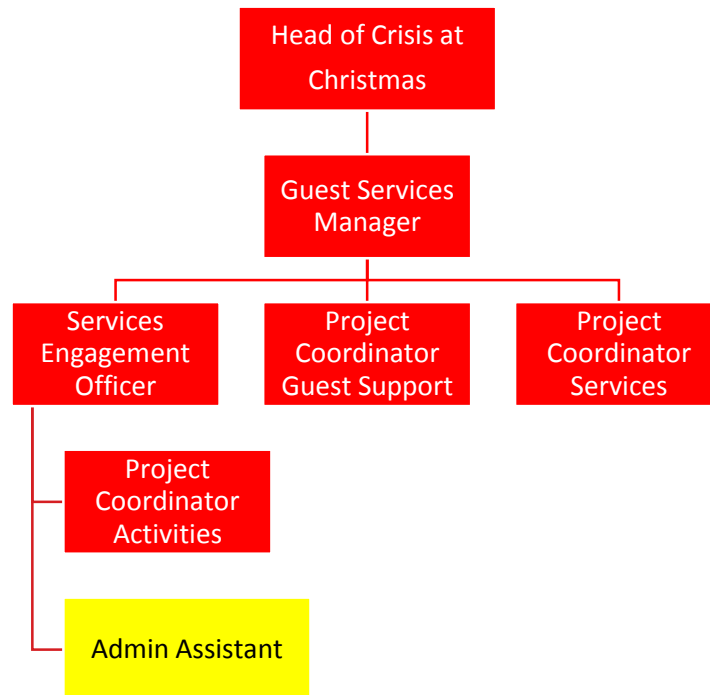 Head of Crisis at
Christmas
Guest Services
Manager
Services
Engagement
Officer
Project
Coordinator
Guest Support
Project
Coordinator
Services
Project
Coordinator
Activities
Admin Assistant